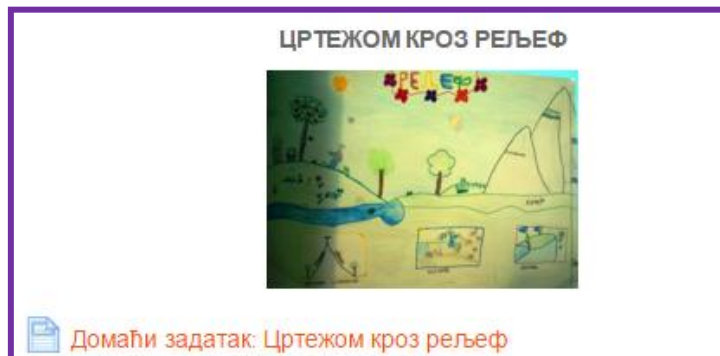 ЦРТЕЖОМ КРОЗ РЕЉЕФ
РЕЉЕФ
Домаћи задатак: Цртежом кроз рељеф